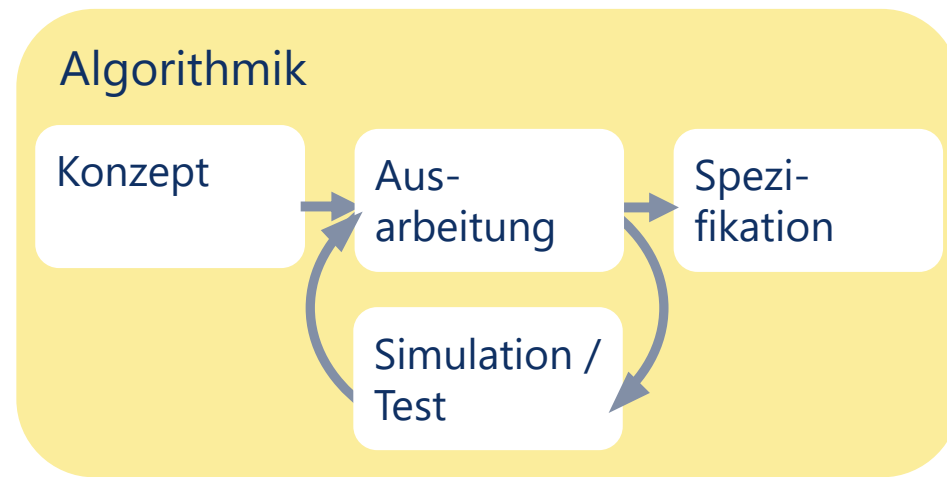 Algorithmik
Konzept
Aus-
arbeitung
Spezi-
fikation
Simulation /
Test